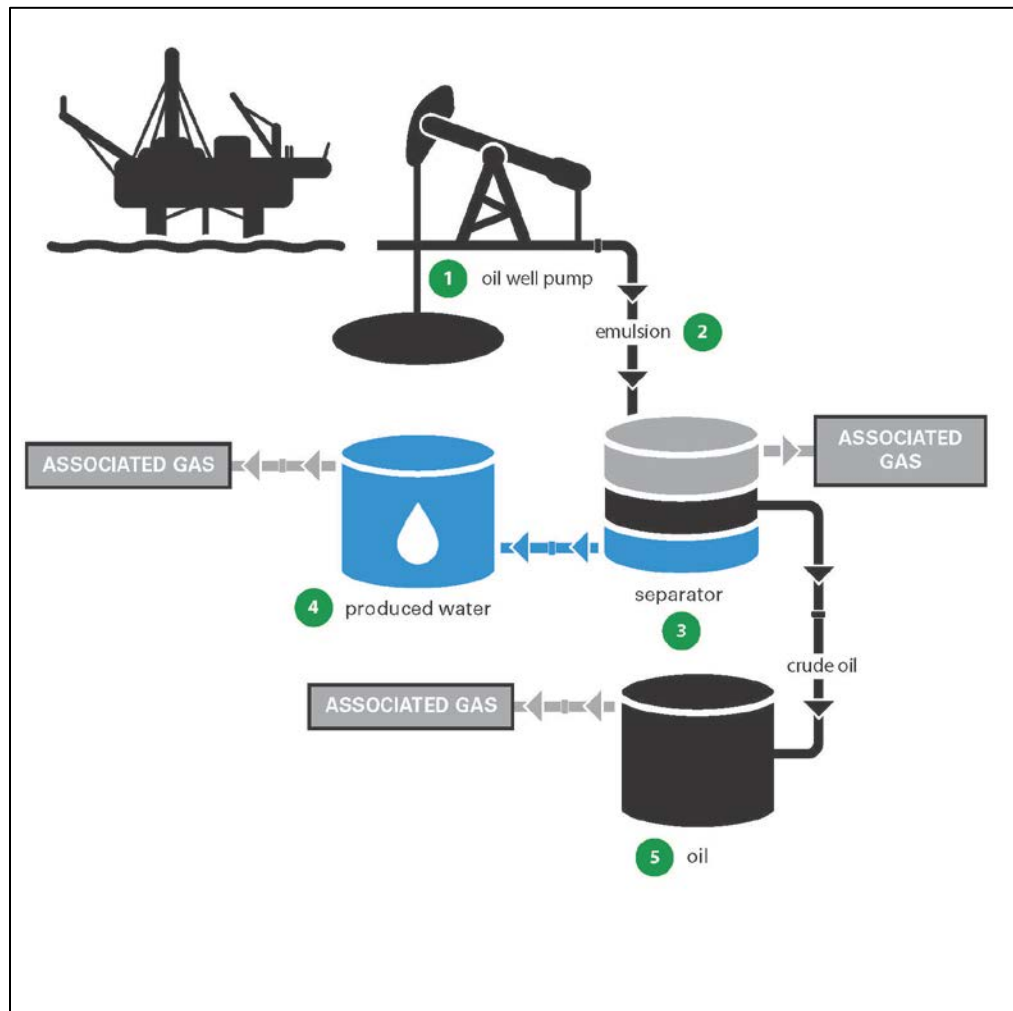 1 oil well pump
emulsion 2
ASSOCIATED GAS
ASSOCIATED
GAS
4 produced water
separator
3
crude oil
ASSOCIATED GAS
5 oil